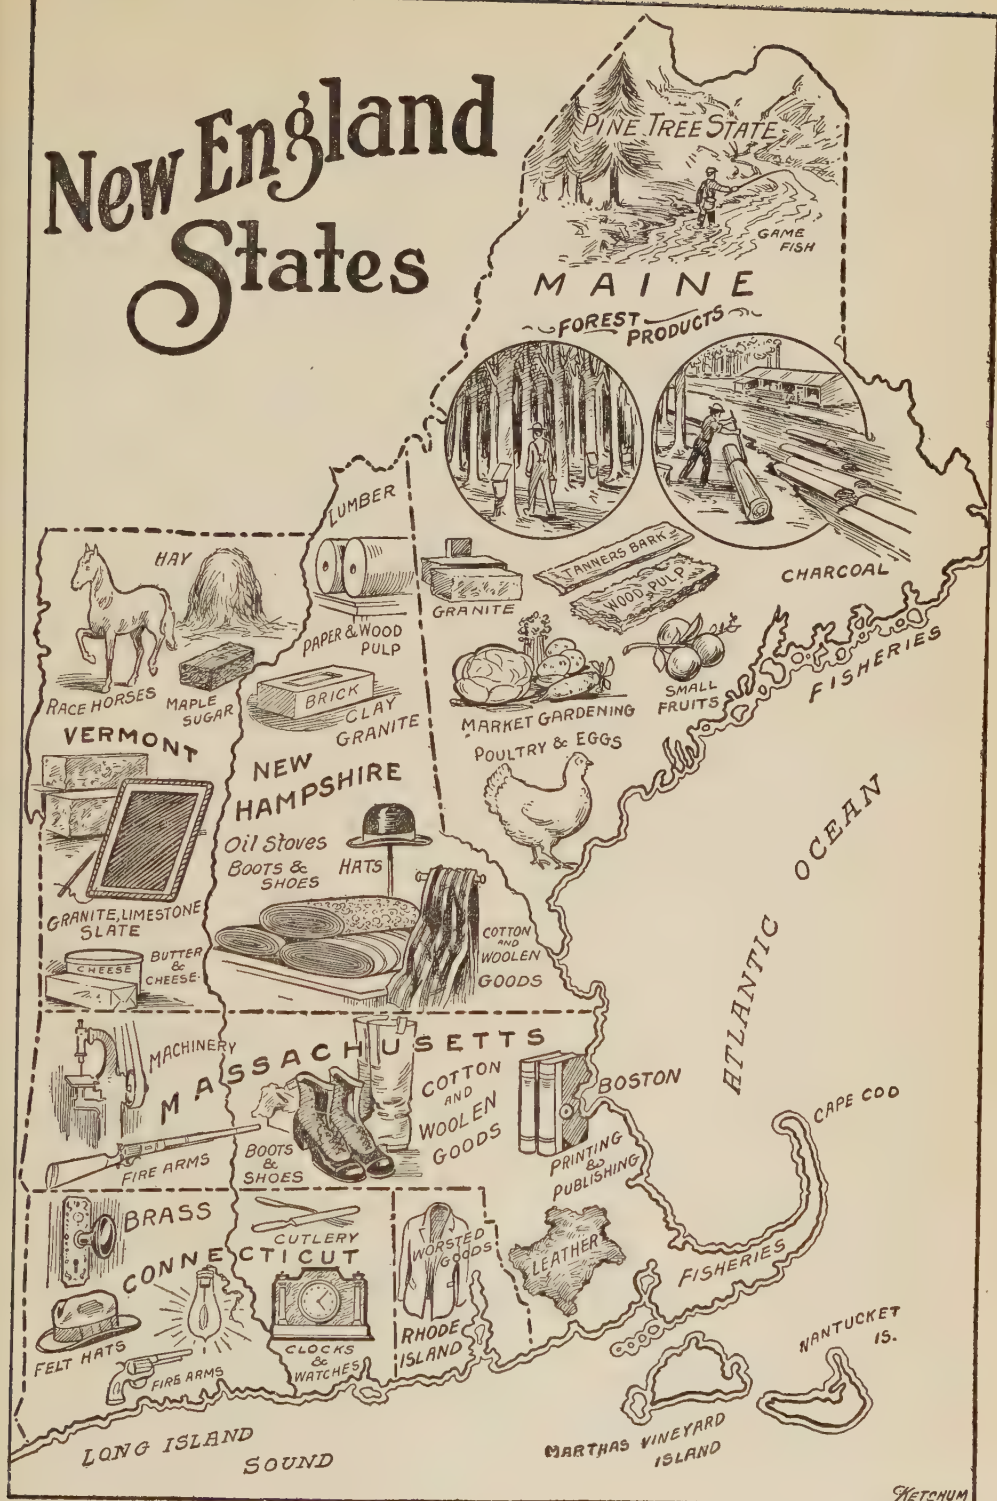 New England
States
PINE TREE STATE
GAME
FISH
MAINE
FOREST
PRODUCTS
LUMBER
HAY
TANNERS BARK
WOOD PULP
CHARCOAL
GRANITE
PAPER & WOOD
PULP
FISHERIES
RACE HORSES
MAPLE
SUGAR
BRICK
CLAY
GRANITE
SMALL
FRUITS
MARKET GARDENING
POULTRY & EGGS
VERMONT
NEW
HAMPSHIRE
Oil Stoves
BOOTS &
SHOES
HATS
ATLANTIC OCEAN
GRANITE, LIMESTONE
SLATE
CHEESE
BUTTER
&
CHEESE
COTTON
AND
WOOLEN
GOODS
MACHINERY
MASSACHUSETTS
COTTON
AND
WOOLEN
GOODS
BOSTON
CAPE COD
FIRE ARMS
BOOTS
&
SHOES
PRINTING
&
PUBLISHING
BRASS
CUTLERY
CONNECTICUT
WORSTED
GOODS
LEATHER
FISHERIES
FELT HATS
FIRE ARMS
CLOCKS
&
WATCHES
RHODE
ISLAND
NANTUCKET
IS.
MARTHAS VINEYARD
ISLAND
LONG ISLAND
SOUND
KETCHUM